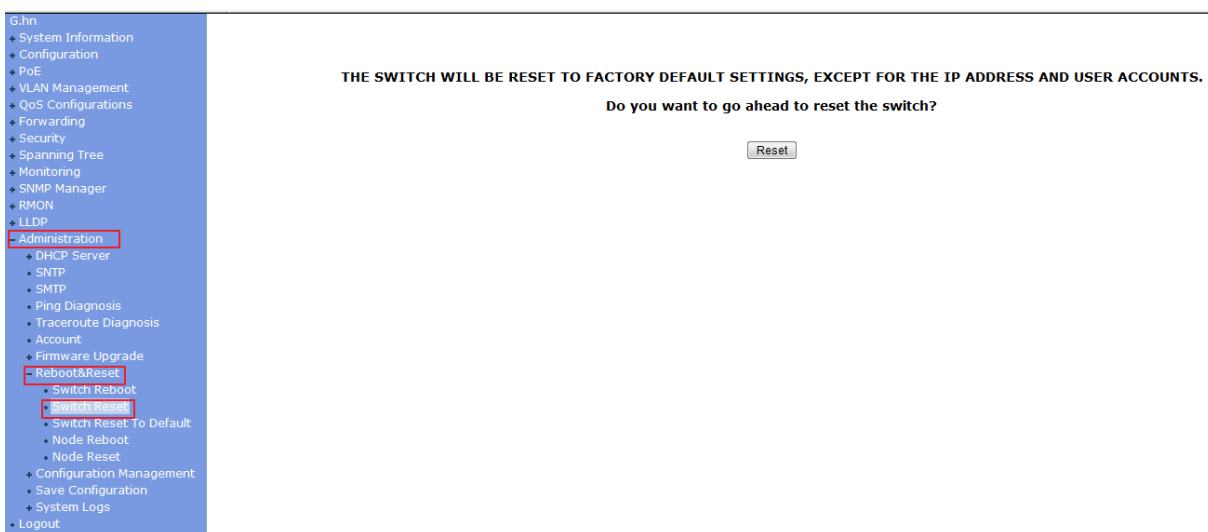 G.hn
System Information
Configuration
PoE
VLAN Management
QoS Configurations
Forwarding
Security
Spanning Tree
Monitoring
SNMP Manager
RMON
LLDP
Administration
DHCP Server
SNTP
SMTP
Ping Diagnosis
Traceroute Diagnosis
Account
Firmware Upgrade
Reboot&Reset
Switch Reboot
Switch Reset
Switch Reset To Default
Node Reboot
Node Reset
Configuration Management
Save Configuration
System Logs
Logout
THE SWITCH WILL BE RESET TO FACTORY DEFAULT SETTINGS, EXCEPT FOR THE IP ADDRESS AND USER ACCOUNTS.
Do you want to go ahead to reset the switch?
Reset